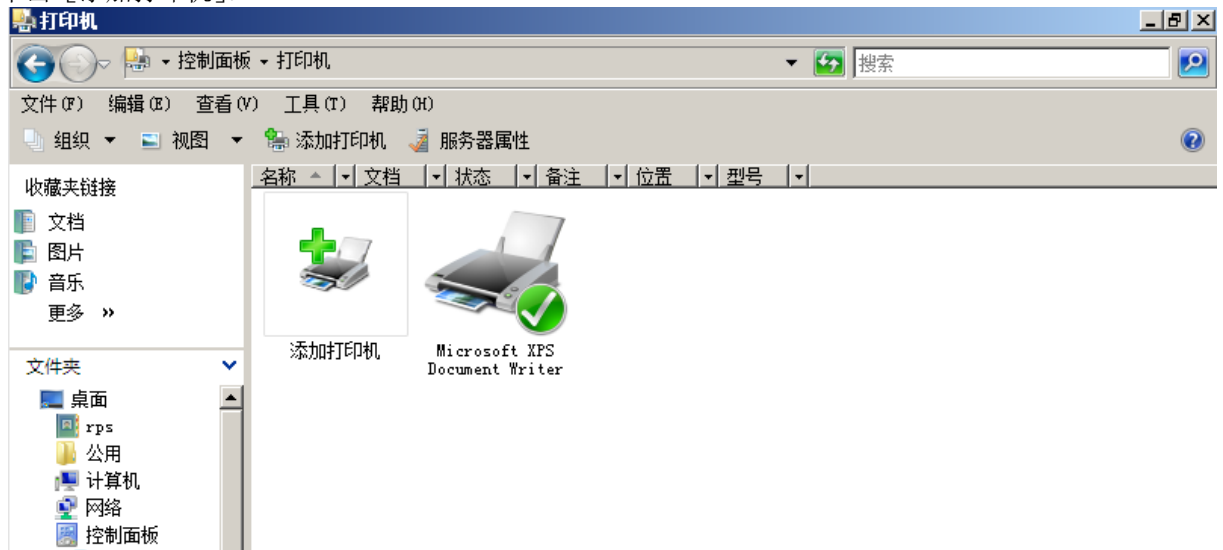 打印机
控制面板 打印机
搜索
文件(F) 编辑(E) 查看(V) 工具(T) 帮助(H)
组织 视图 添加打印机 服务器属性
收藏夹链接
文档
图片
音乐
更多 »
文件夹
桌面
rps
公用
计算机
网络
控制面板
名称 文档 状态 备注 位置 型号
添加打印机
Microsoft XPS
Document Writer